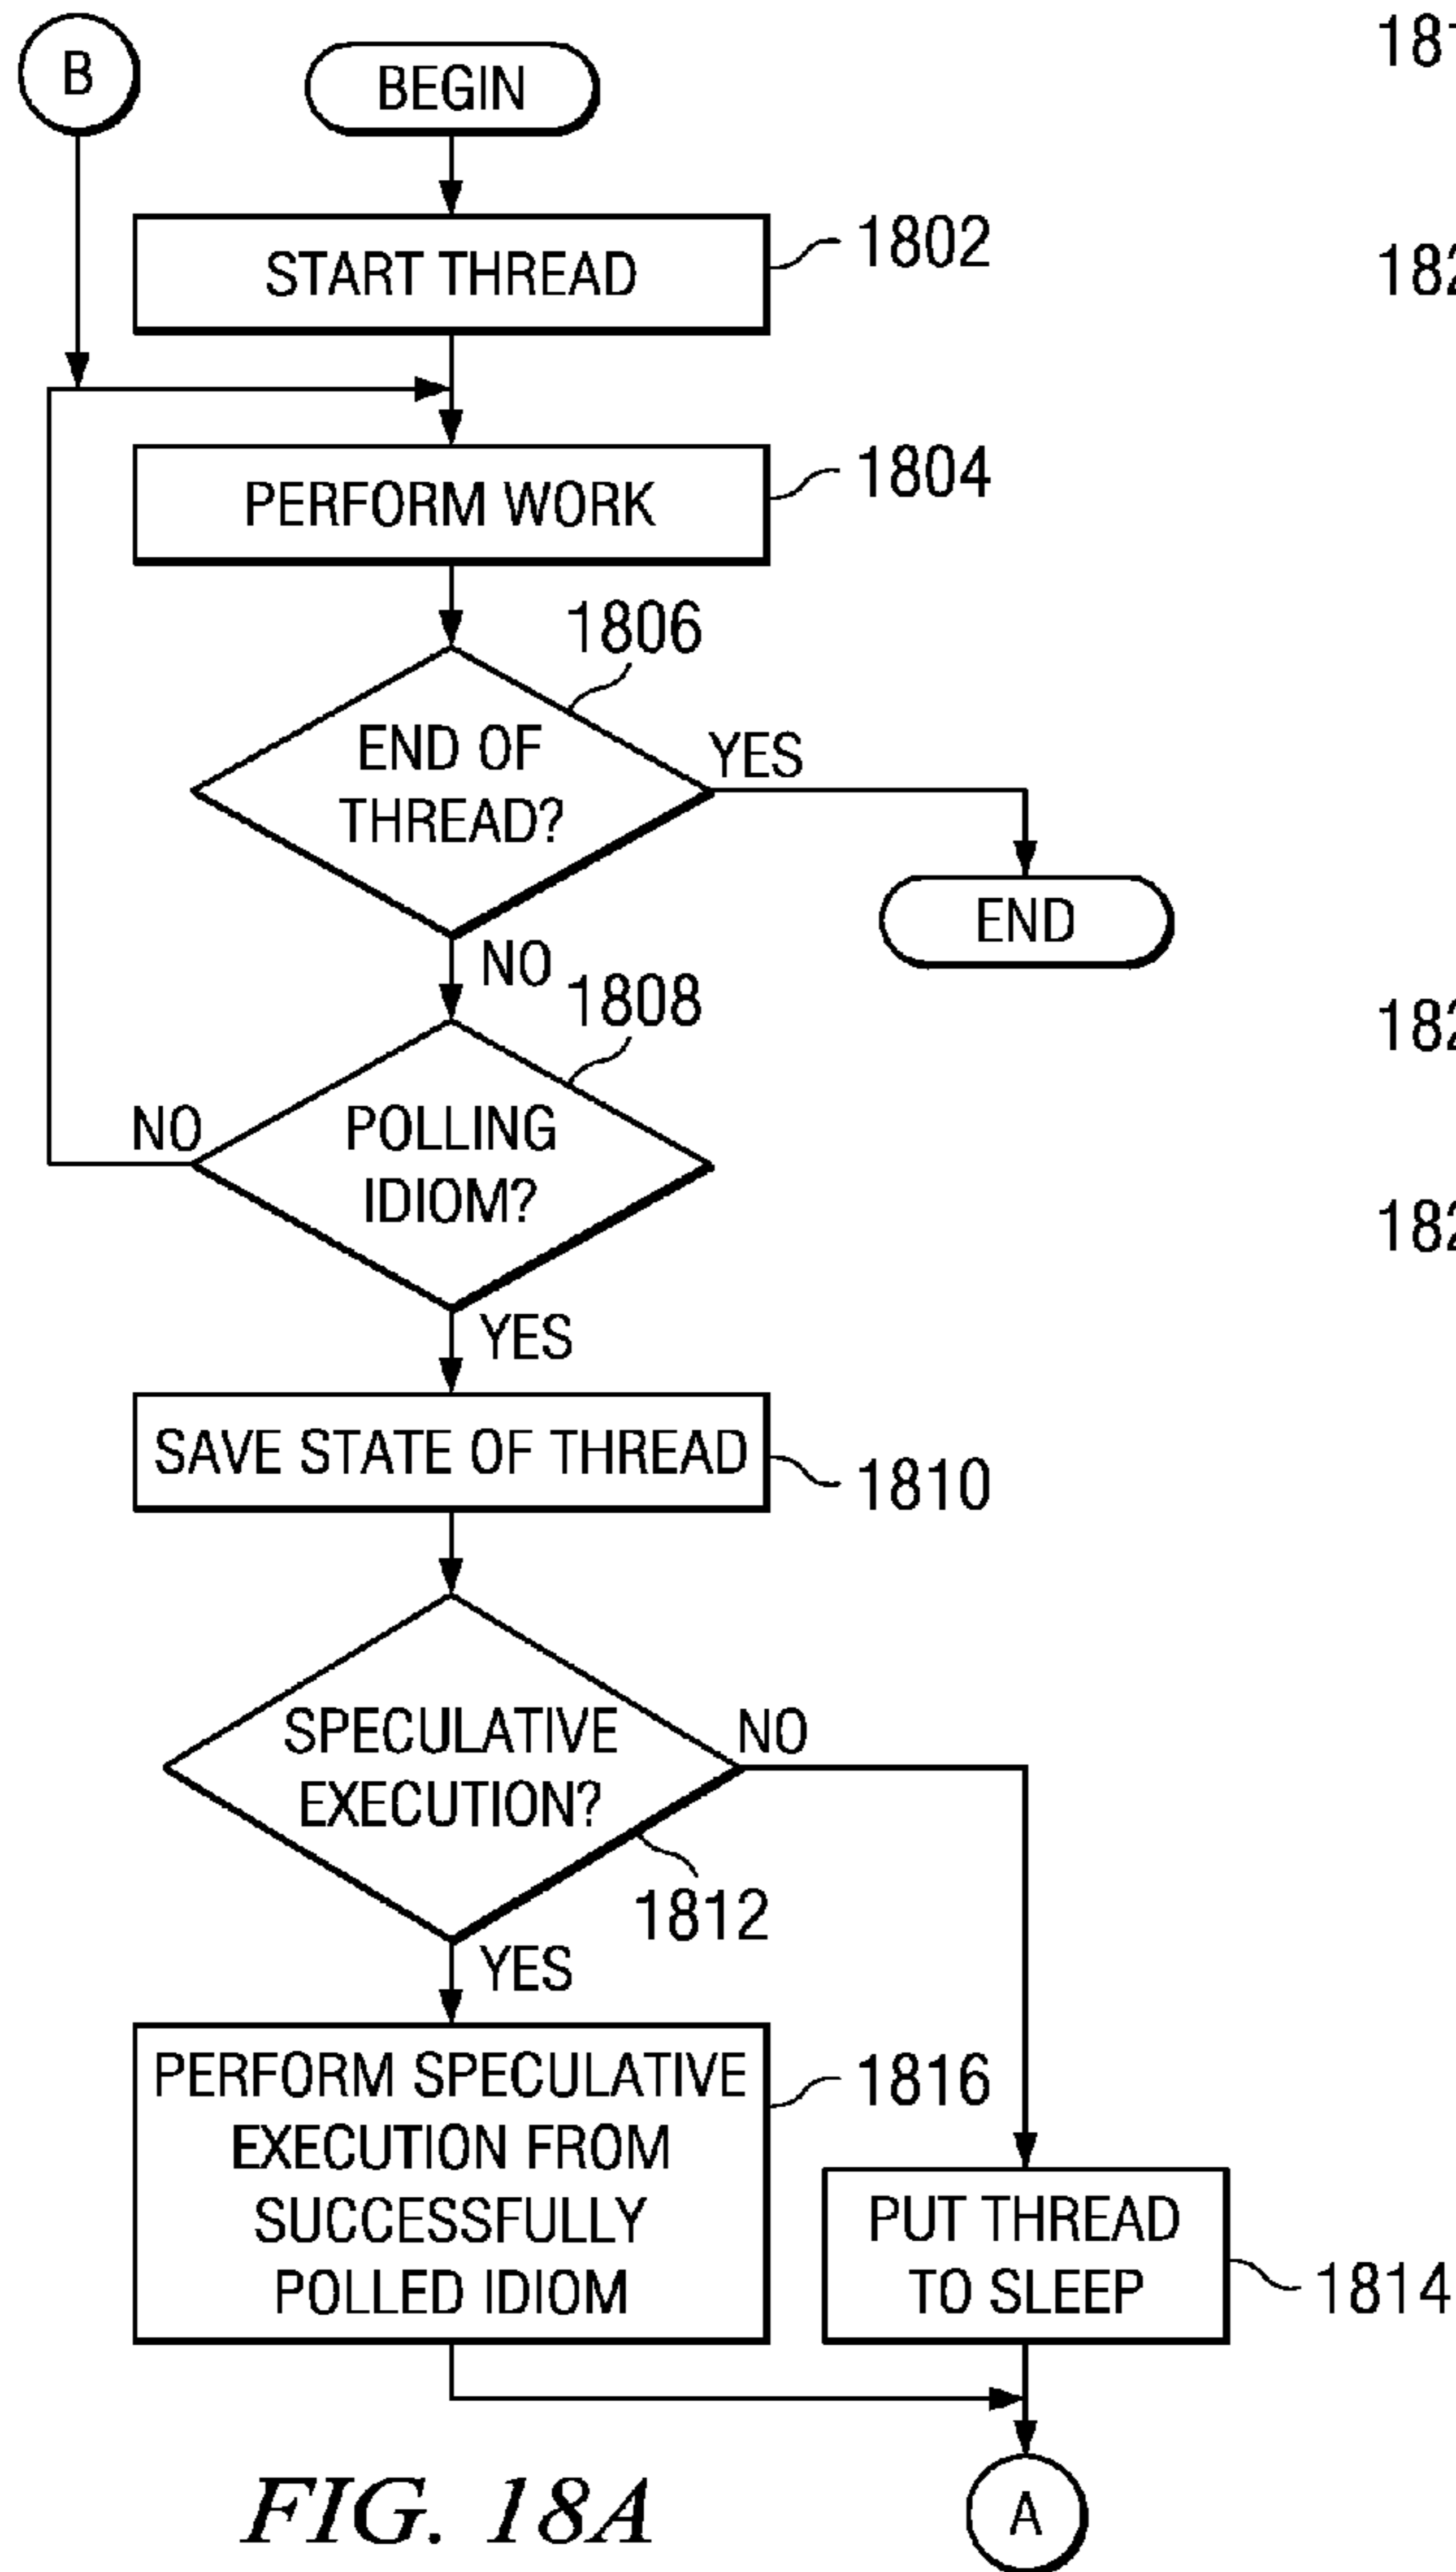 B
BEGIN
START THREAD
1802
PERFORM WORK
1804
1806
END OF
THREAD?
YES
END
NO
1808
POLLING
IDIOM?
NO
YES
SAVE STATE OF THREAD
1810
SPECULATIVE
EXECUTION?
NO
1812
YES
PERFORM SPECULATIVE
EXECUTION FROM
SUCCESSFULLY
POLLED IDIOM
1816
PUT THREAD
TO SLEEP
1814
A
FIG. 18A